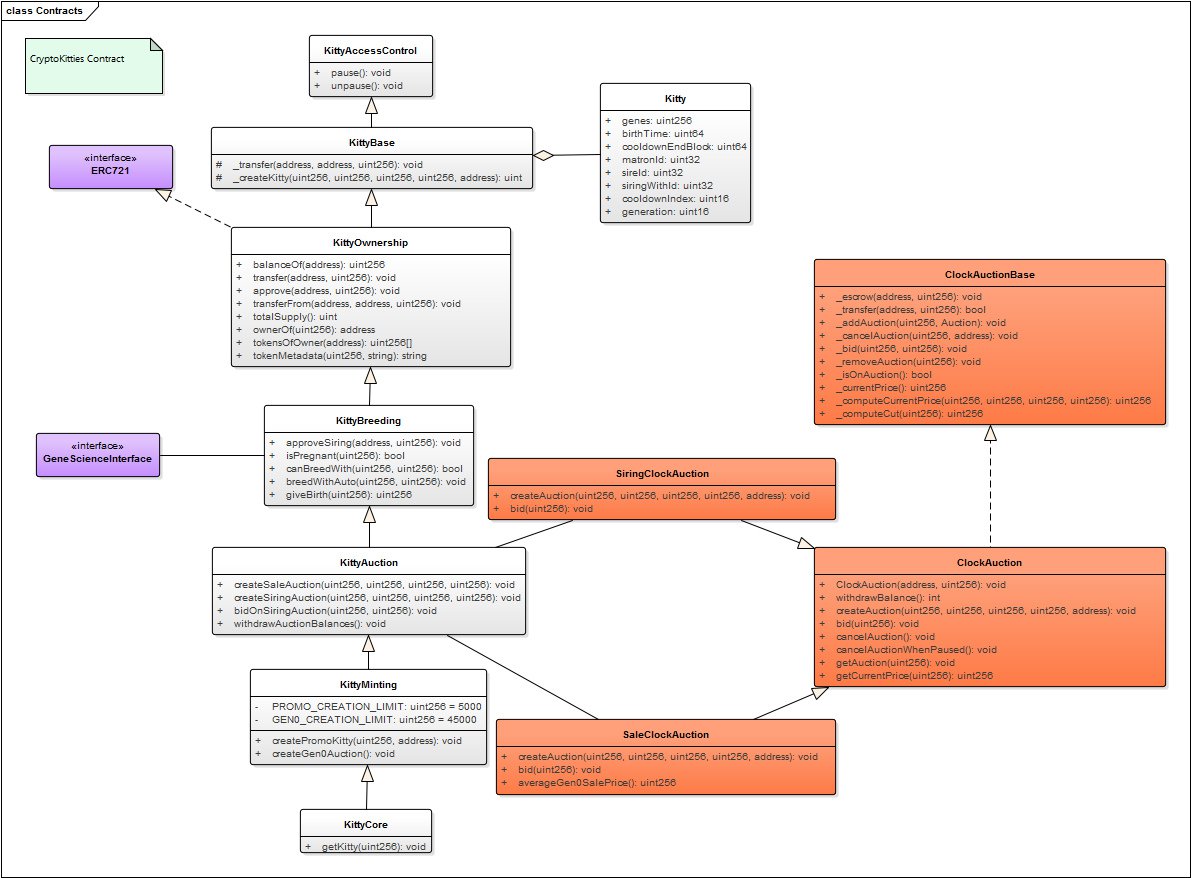 class Contracts
CryptoKitties Contract
KittyAccessControl
+ pause(): void
+ unpause(): void
Kitty
+ genes: uint256
+ birthTime: uint64
+ cooldownEndBlock: uint64
+ matronId: uint32
+ sireId: uint32
+ siringWithId: uint32
+ cooldownIndex: uint16
+ generation: uint16
KittyBase
# _transfer(address, address, uint256): void
# _createKitty(uint256, uint256, uint256, uint256, address): uint
«interface»
ERC721
KittyOwnership
+ balanceOf(address): uint256
+ transfer(address, uint256): void
+ approve(address, uint256): void
+ transferFrom(address, address, uint256): void
+ totalSupply(): uint
+ ownerOf(uint256): address
+ tokensOfOwner(address): uint256[]
+ tokenMetadata(uint256, string): string
ClockAuctionBase
+ _escrow(address, uint256): void
+ _transfer(address, uint256): bool
+ _addAuction(uint256, Auction): void
+ _cancelAuction(uint256, address): void
+ _bid(uint256, uint256): void
+ _removeAuction(uint256): void
+ _isOnAuction(): bool
+ _currentPrice(): uint256
+ _computeCurrentPrice(uint256, uint256, uint256, uint256): uint256
+ _computeCut(uint256): uint256
KittyBreeding
+ approveSiring(address, uint256): void
+ isPregnant(uint256): bool
+ canBreedWith(uint256, uint256): bool
+ breedWithAuto(uint256, uint256): void
+ giveBirth(uint256): uint256
«interface»
GeneScienceInterface
SiringClockAuction
+ createAuction(uint256, uint256, uint256, uint256, address): void
+ bid(uint256): void
KittyAuction
+ createSaleAuction(uint256, uint256, uint256, uint256): void
+ createSiringAuction(uint256, uint256, uint256, uint256): void
+ bidOnSiringAuction(uint256, uint256): void
+ withdrawAuctionBalances(): void
ClockAuction
+ ClockAuction(address, uint256): void
+ withdrawBalance(): int
+ createAuction(uint256, uint256, uint256, uint256, address): void
+ bid(uint256): void
+ cancelAuction(): void
+ cancelAuctionWhenPaused(): void
+ getAuction(uint256): void
+ getCurrentPrice(uint256): uint256
KittyMinting
- PROMO_CREATION_LIMIT: uint256 = 5000
- GEN0_CREATION_LIMIT: uint256 = 45000
+ createPromoKitty(uint256, address): void
+ createGen0Auction(): void
SaleClockAuction
+ createAuction(uint256, uint256, uint256, uint256, address): void
+ bid(uint256): void
+ averageGen0SalePrice(): uint256
KittyCore
+ getKitty(uint256): void